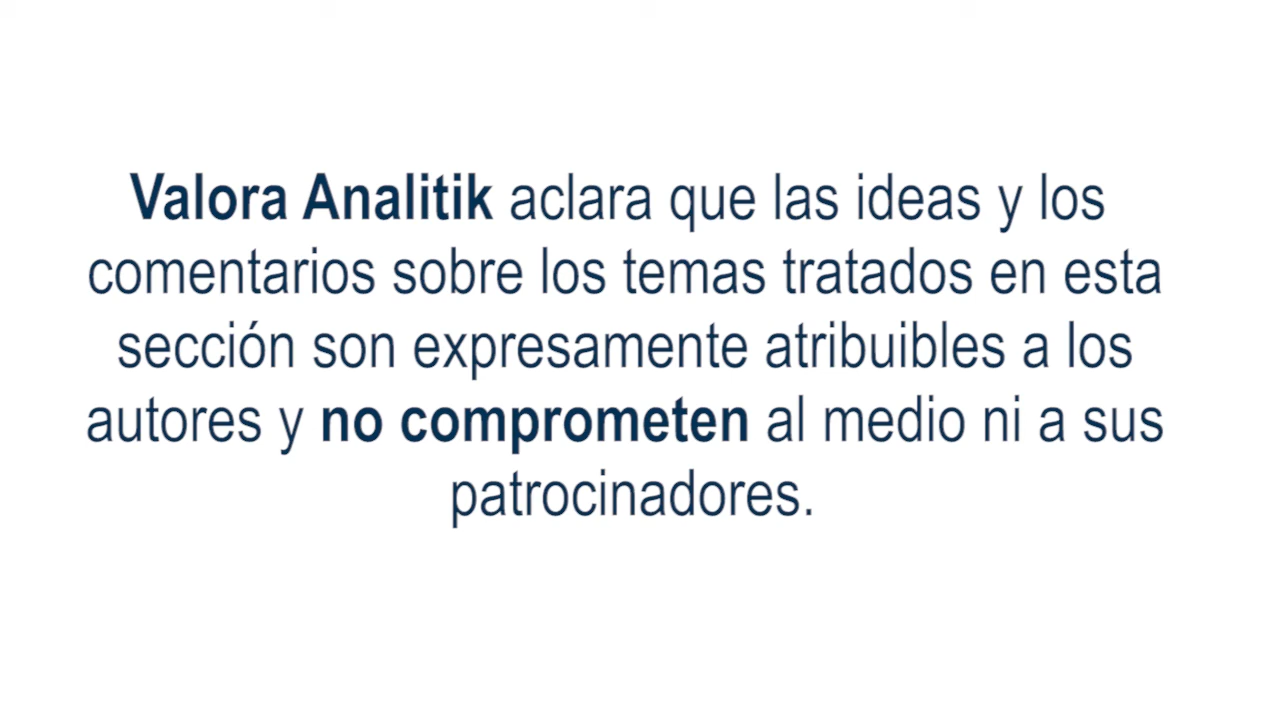 Valora Analitik aclara que las ideas y los
comentarios sobre los temas tratados en esta
sección son expresamente atribuibles a los
autores y no comprometen al medio ni a sus
patrocinadores.